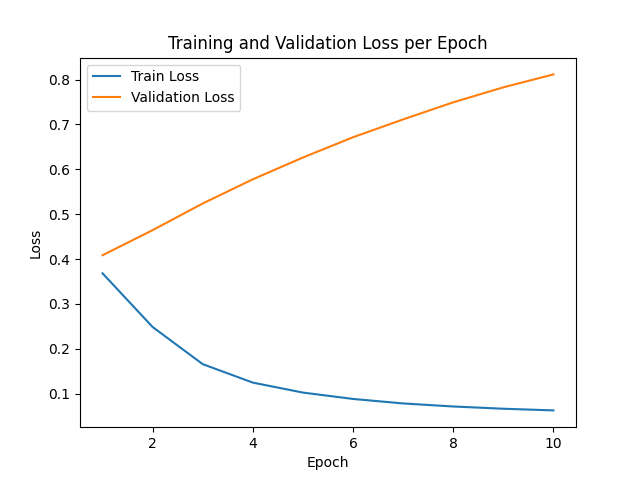 Training and Validation Loss per Epoch
Train Loss
Validation Loss
0.8
0.7
0.6
0.5
0.4
0.3
0.2
0.1
Loss
2
4
6
8
10
Epoch